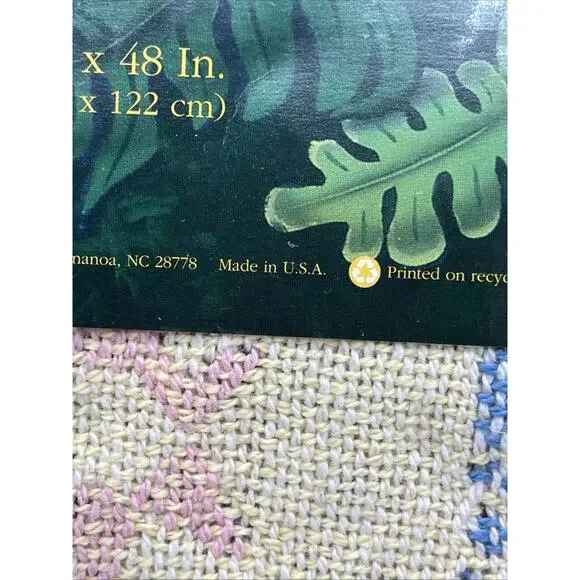 x 48 In.
x 122 cm)
nanoa, NC 28778 Made in U.S.A. Printed on recyc